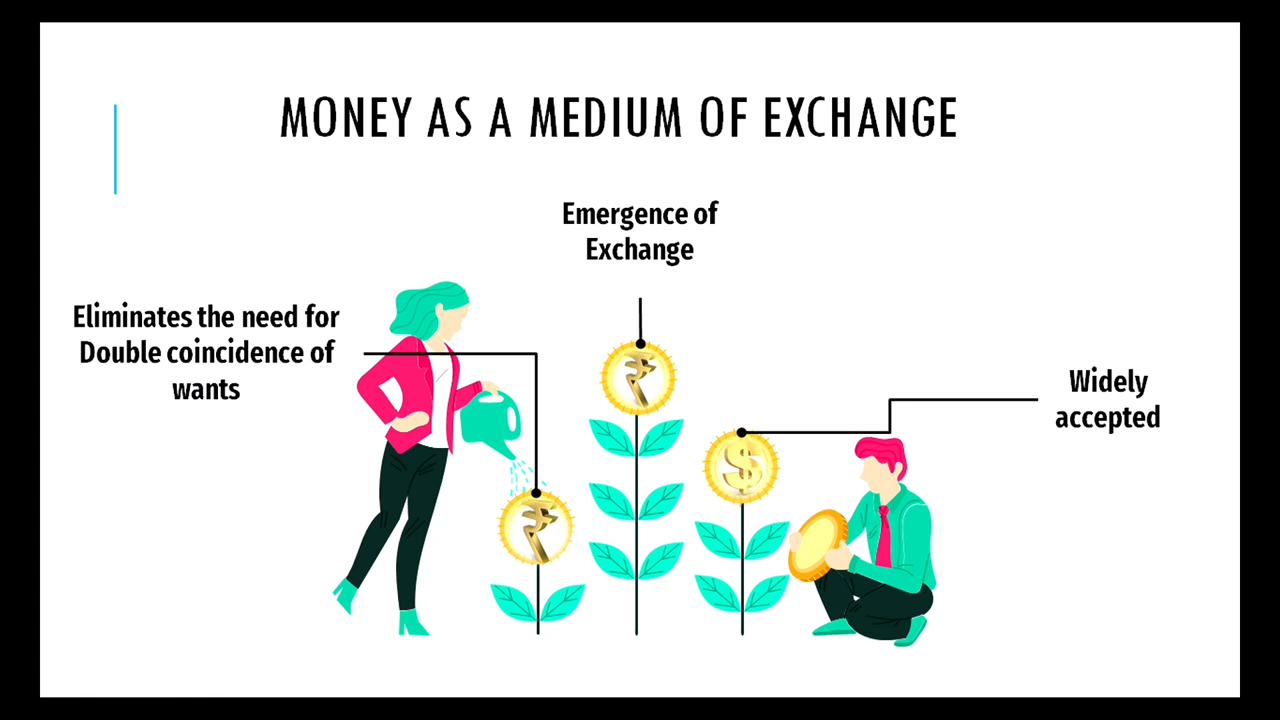 MONEY AS A MEDIUM OF EXCHANGE
Emergence of
Exchange
Eliminates the need for
Double coincidence of
wants
Widely
accepted
₹
$
₹